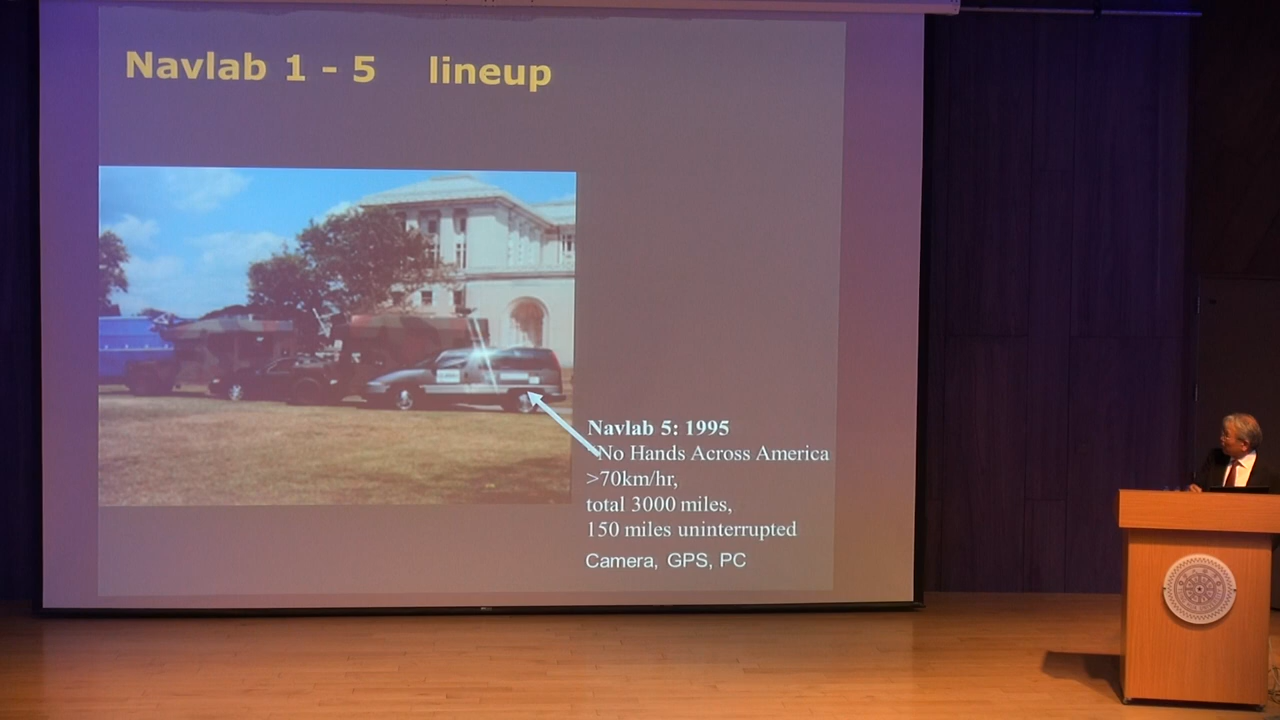 Navlab 1 - 5 lineup
Navlab 5: 1995
"No Hands Across America
>70km/hr,
total 3000 miles,
150 miles uninterrupted
Camera, GPS, PC